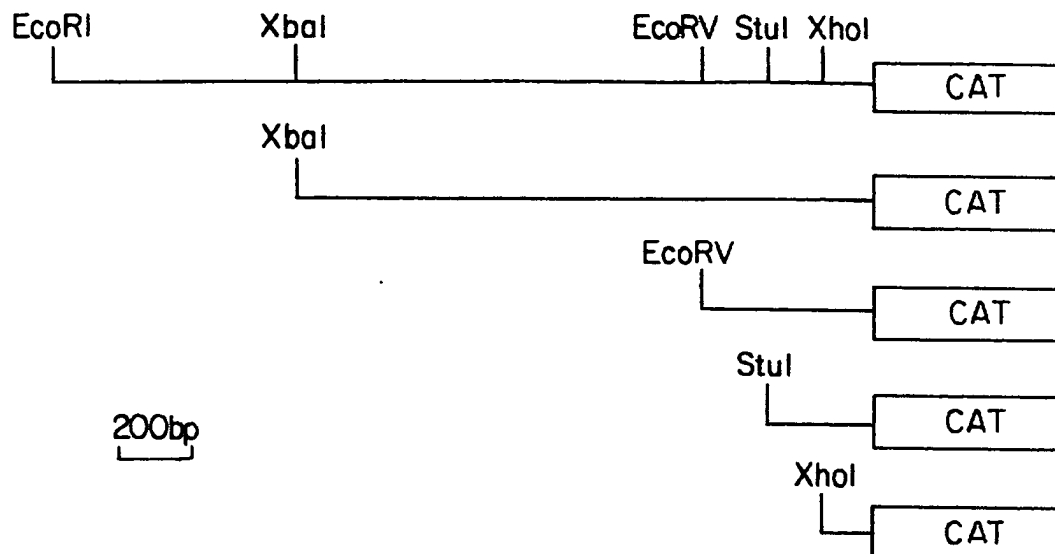 EcoRI XbaI EcoRV StuI XhoI
CAT
XbaI
CAT
EcoRV
CAT
StuI
CAT
200bp
XhoI
CAT